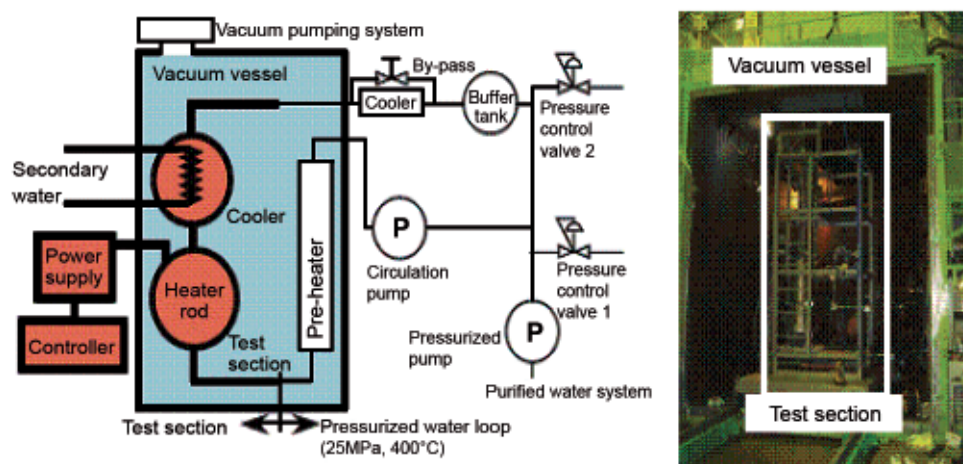 Vacuum pumping system
Vacuum vessel
By-pass
Cooler
Buffer
tank
Pressure
control
valve 2
Secondary
water
Cooler
Pre-heater
P
Circulation
pump
Power
supply
Heater
rod
Controller
Test
section
Pressure
control
valve 1
P
Pressurized
pump
Purified water system
Test section
Pressurized water loop
(25MPa, 400°C)
Vacuum vessel
Test section